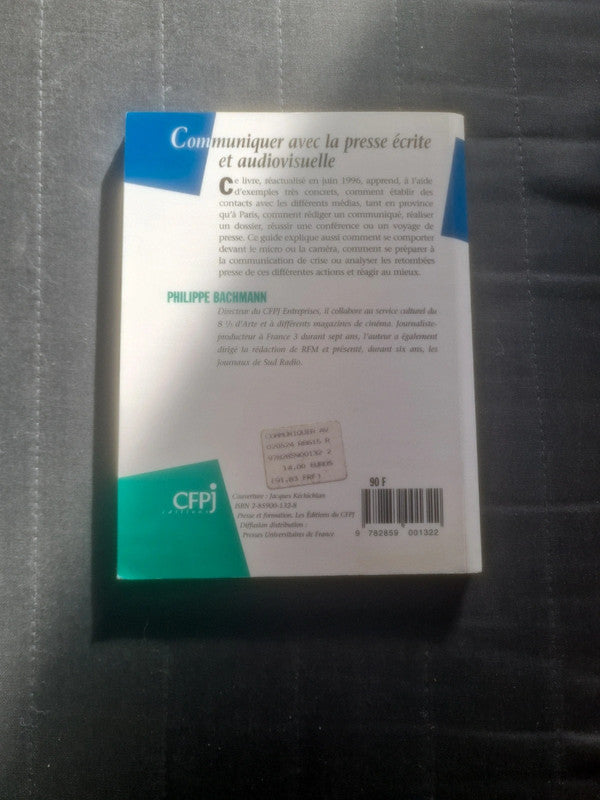 Communiquer avec la presse écrite
et audiovisuelle
Ce livre, réactualisé en juin 1996, apprend, à l'aide
d'exemples très concrets, comment établir des
contacts avec les différents médias, tant en province
qu'à Paris, comment rédiger un communiqué, réaliser
un dossier, réussir une conférence ou un voyage de
presse. Ce guide explique aussi comment se comporter
devant le micro ou la caméra, comment se préparer à
la communication de crise ou analyser les retombées
presse de ces différentes actions et réagir au mieux.
PHILIPPE BACHMANN
Directeur du CFPJ Entreprises, il collabore au service culturel du
8 ½ d'Arte et à différents magazines de cinéma. Journaliste-
producteur à France 3 durant sept ans, l'auteur a également
dirigé la rédaction de RFM et présenté, durant six ans, les
journaux de Sud Radio.
COMMUNIQUER AV
070524 R8615 R
9782859001322
14,00 EUROS
(91,83 FRF)
CFPJ
éditions
Couverture : Jacques Kéchichian
ISBN 2-85900-132-8
Presse et formation. Les Éditions du CFPJ
Diffusion distribution :
Presses Universitaires de France
90 F
9 782859 001322